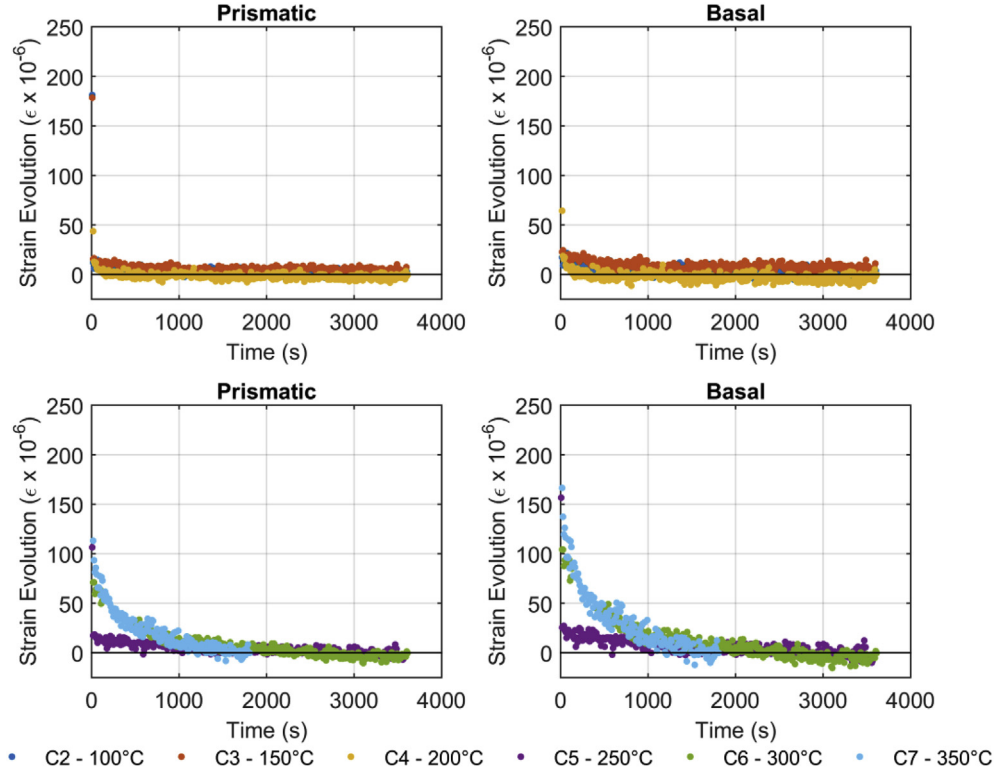 Prismatic
Basal
250
200
150
100
50
0
Strain Evolution (ϵ x 10⁻⁶)
0 1000 2000 3000 4000
Time (s)
250
200
150
100
50
0
Strain Evolution (ϵ x 10⁻⁶)
0 1000 2000 3000 4000
Time (s)
Prismatic
Basal
250
200
150
100
50
0
Strain Evolution (ϵ x 10⁻⁶)
0 1000 2000 3000 4000
Time (s)
250
200
150
100
50
0
Strain Evolution (ϵ x 10⁻⁶)
0 1000 2000 3000 4000
Time (s)
C2 - 100°C C3 - 150°C C4 - 200°C C5 - 250°C C6 - 300°C C7 - 350°C